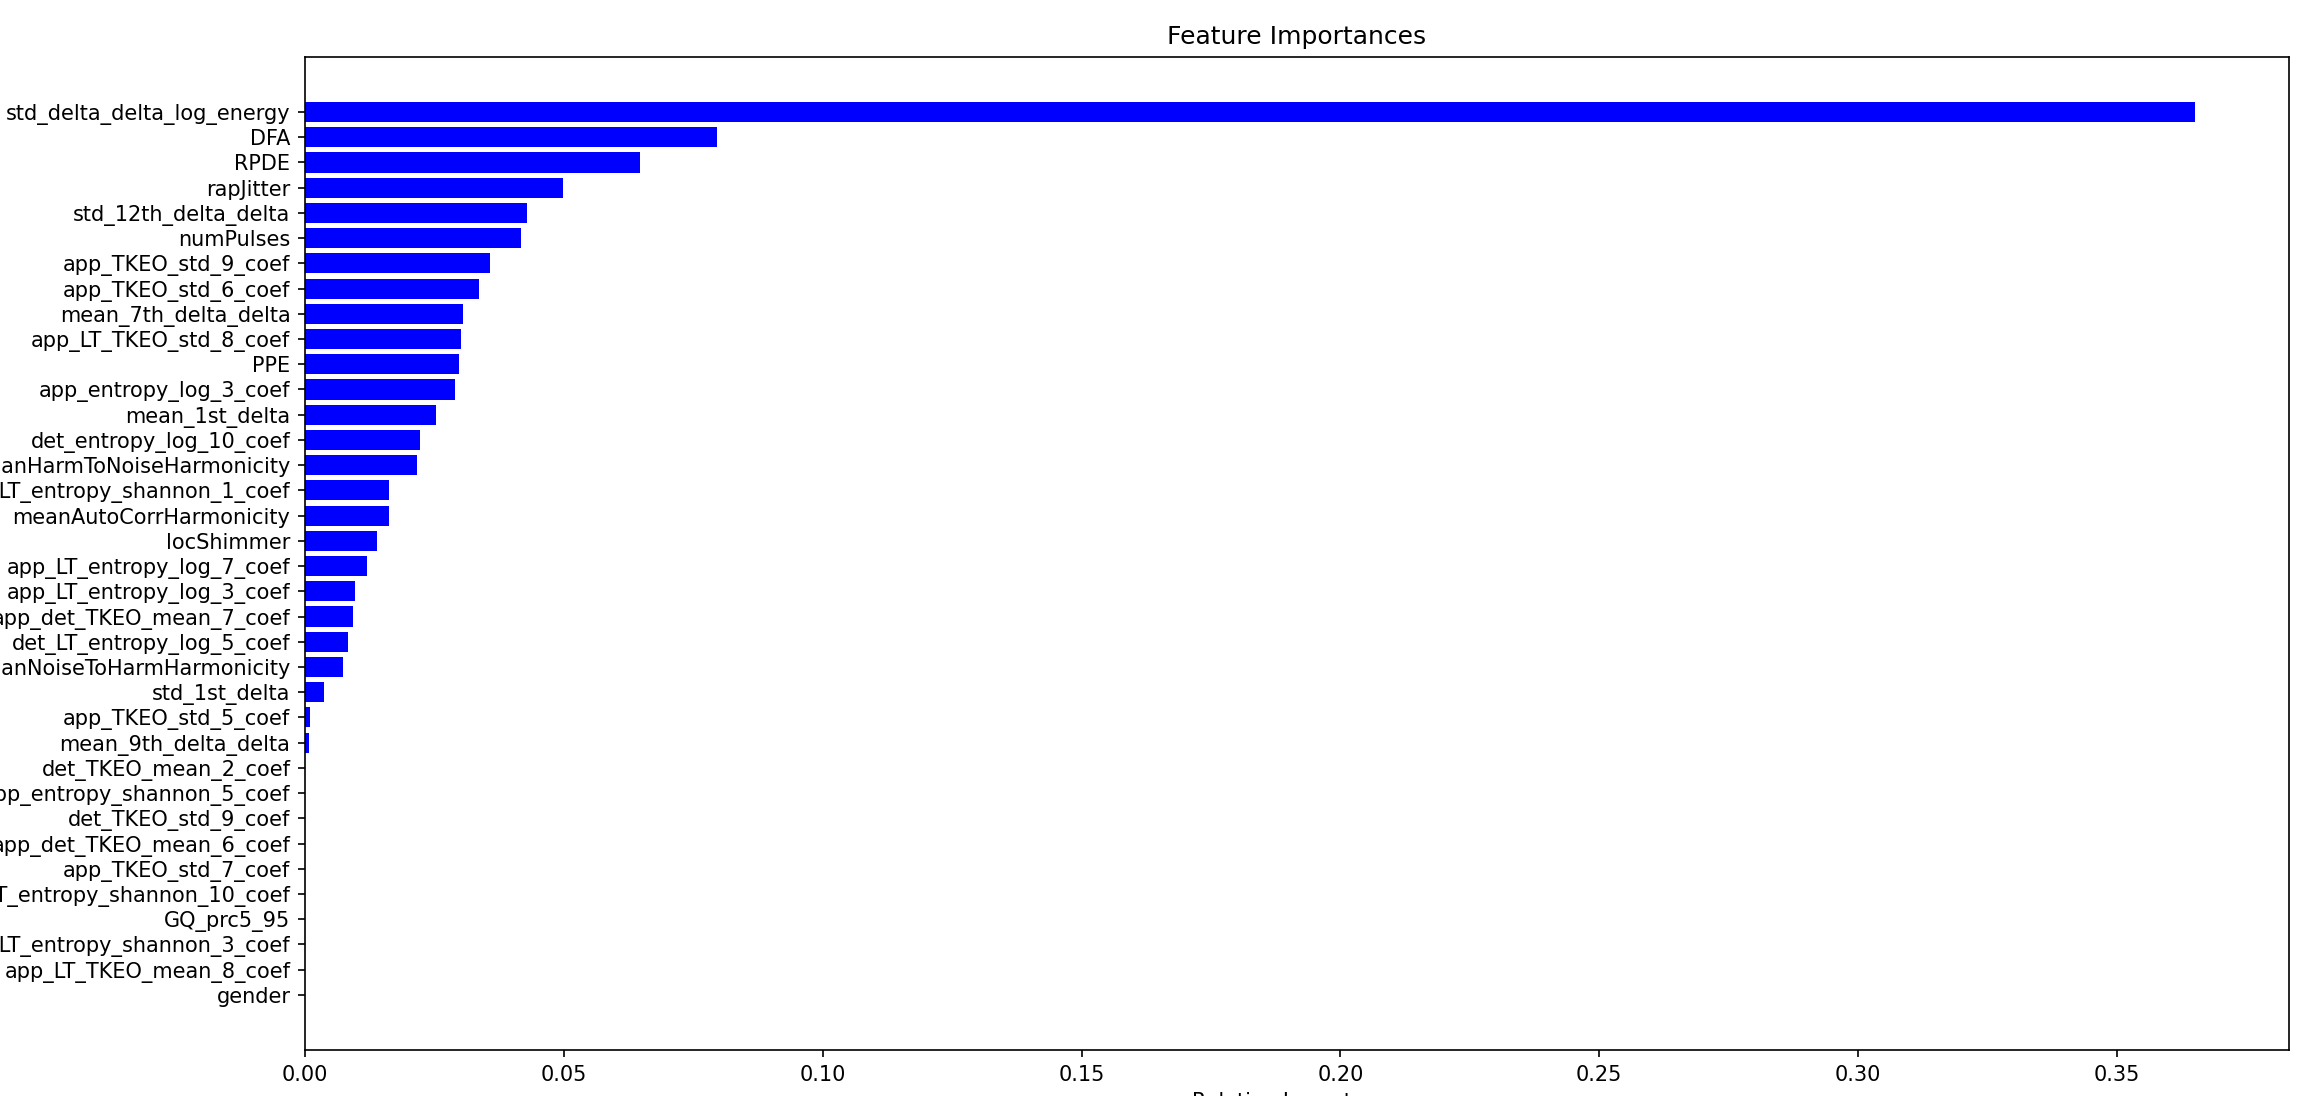 Feature Importances
std_delta_delta_log_energy
DFA
RPDE
rapJitter
std_12th_delta_delta
numPulses
app_TKEO_std_9_coef
app_TKEO_std_6_coef
mean_7th_delta_delta
app_LT_TKEO_std_8_coef
PPE
app_entropy_log_3_coef
mean_1st_delta
det_entropy_log_10_coef
anHarmToNoiseHarmonicity
LT_entropy_shannon_1_coef
meanAutoCorrHarmonicity
locShimmer
app_LT_entropy_log_7_coef
app_LT_entropy_log_3_coef
app_det_TKEO_mean_7_coef
det_LT_entropy_log_5_coef
anNoiseToHarmHarmonicity
std_1st_delta
app_TKEO_std_5_coef
mean_9th_delta_delta
det_TKEO_mean_2_coef
pp_entropy_shannon_5_coef
det_TKEO_std_9_coef
app_det_TKEO_mean_6_coef
app_TKEO_std_7_coef
T_entropy_shannon_10_coef
GQ_prc5_95
LT_entropy_shannon_3_coef
app_LT_TKEO_mean_8_coef
gender
0.00 0.05 0.10 0.15 0.20 0.25 0.30 0.35